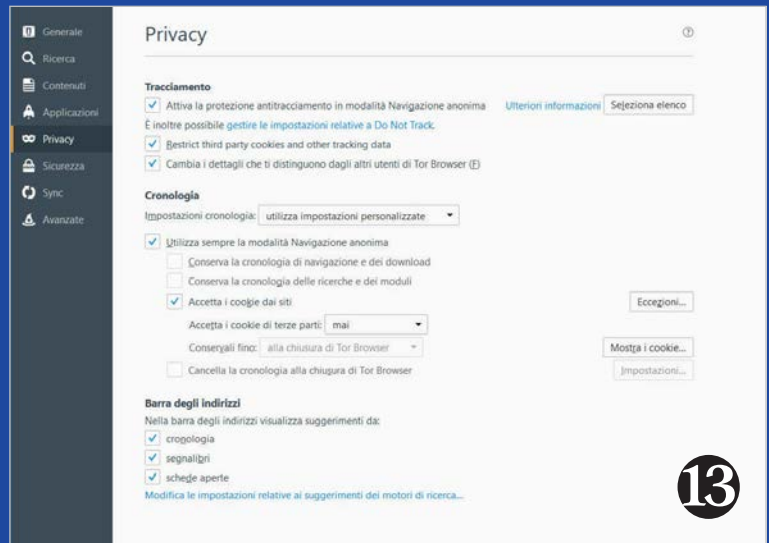 Generale
Ricerca
Contenuti
Applicazioni
Privacy
Sicurezza
Sync
Avanzate
Privacy
Tracciamento
Attiva la protezione antitracciamento in modalità Navigazione anonima Ulteriori informazioni Seleziona elenco
È inoltre possibile gestire le impostazioni relative a Do Not Track.
Restrict third party cookies and other tracking data
Cambia i dettagli che ti distinguono dagli altri utenti di Tor Browser (F)
Cronologia
Impostazioni cronologia: utilizza impostazioni personalizzate
Utilizza sempre la modalità Navigazione anonima
Conserva la cronologia di navigazione e dei download
Conserva la cronologia delle ricerche e dei moduli
Accetta i cookie dai siti Eccezioni...
Accetta i cookie di terze parti: mai
Conservali fino: alla chiusura di Tor Browser Mostra i cookie...
Cancella la cronologia alla chiusura di Tor Browser Impostazioni...
Barra degli indirizzi
Nella barra degli indirizzi visualizza suggerimenti da:
cronologia
segnalibri
schede aperte
Modifica le impostazioni relative ai suggerimenti dei motori di ricerca...
13